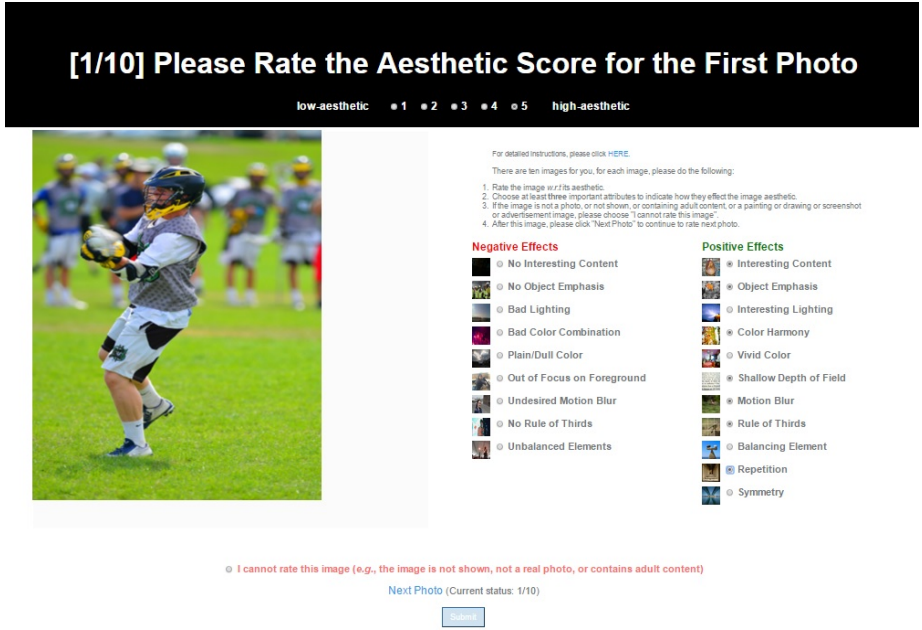 [1/10] Please Rate the Aesthetic Score for the First Photo
low-aesthetic 1 2 3 4 5 high-aesthetic
For detailed instructions, please click HERE.
There are ten images for you, for each image, please do the following:
1. Rate the image w.r.t its aesthetic.
2. Choose at least three important attributes to indicate how they effect the image aesthetic.
3. If the image is not a photo, or not shown, or containing adult content, or a painting or drawing or screenshot
or advertisement image, please choose "I cannot rate this image".
4. After this image, please click "Next Photo" to continue to rate next photo.
Negative Effects
No Interesting Content
No Object Emphasis
Bad Lighting
Bad Color Combination
Plain/Dull Color
Out of Focus on Foreground
Undesired Motion Blur
No Rule of Thirds
Unbalanced Elements
Positive Effects
Interesting Content
Object Emphasis
Interesting Lighting
Color Harmony
Vivid Color
Shallow Depth of Field
Motion Blur
Rule of Thirds
Balancing Element
Repetition
Symmetry
I cannot rate this image (e.g., the image is not shown, not a real photo, or contains adult content)
Next Photo (Current status: 1/10)
Submit